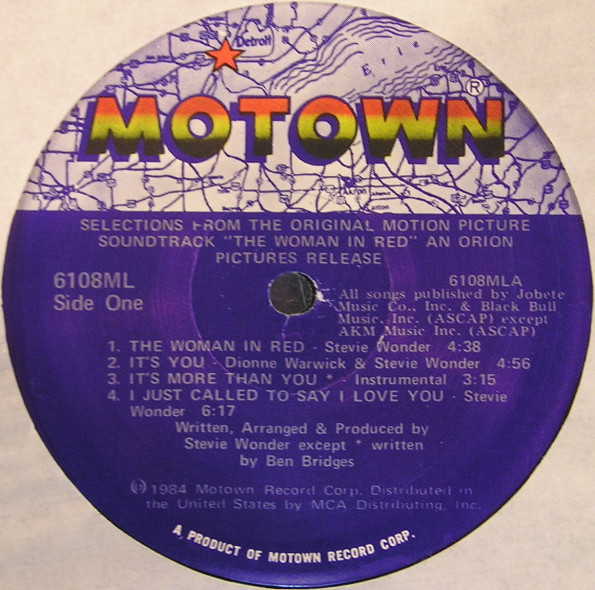 Detroit
Erie
MOTOWN®
Akron
SELECTIONS FROM THE ORIGINAL MOTION PICTURE
SOUNDTRACK "THE WOMAN IN RED" AN ORION
PICTURES RELEASE
6108ML
Side One
6108MLA
All songs published by Jobete
Music Co., Inc. & Black Bull
Music, Inc. (ASCAP) except
AKM Music Inc. (ASCAP)
1. THE WOMAN IN RED - Stevie Wonder 4:38
2. IT'S YOU - Dionne Warwick & Stevie Wonder 4:56
3. IT'S MORE THAN YOU * - Instrumental 3:15
4. I JUST CALLED TO SAY I LOVE YOU - Stevie
Wonder 6:17
Written, Arranged & Produced by
Stevie Wonder except * written
by Ben Bridges
℗ 1984 Motown Record Corp. Distributed in
the United States by MCA Distributing, Inc.
A PRODUCT OF MOTOWN RECORD CORP.